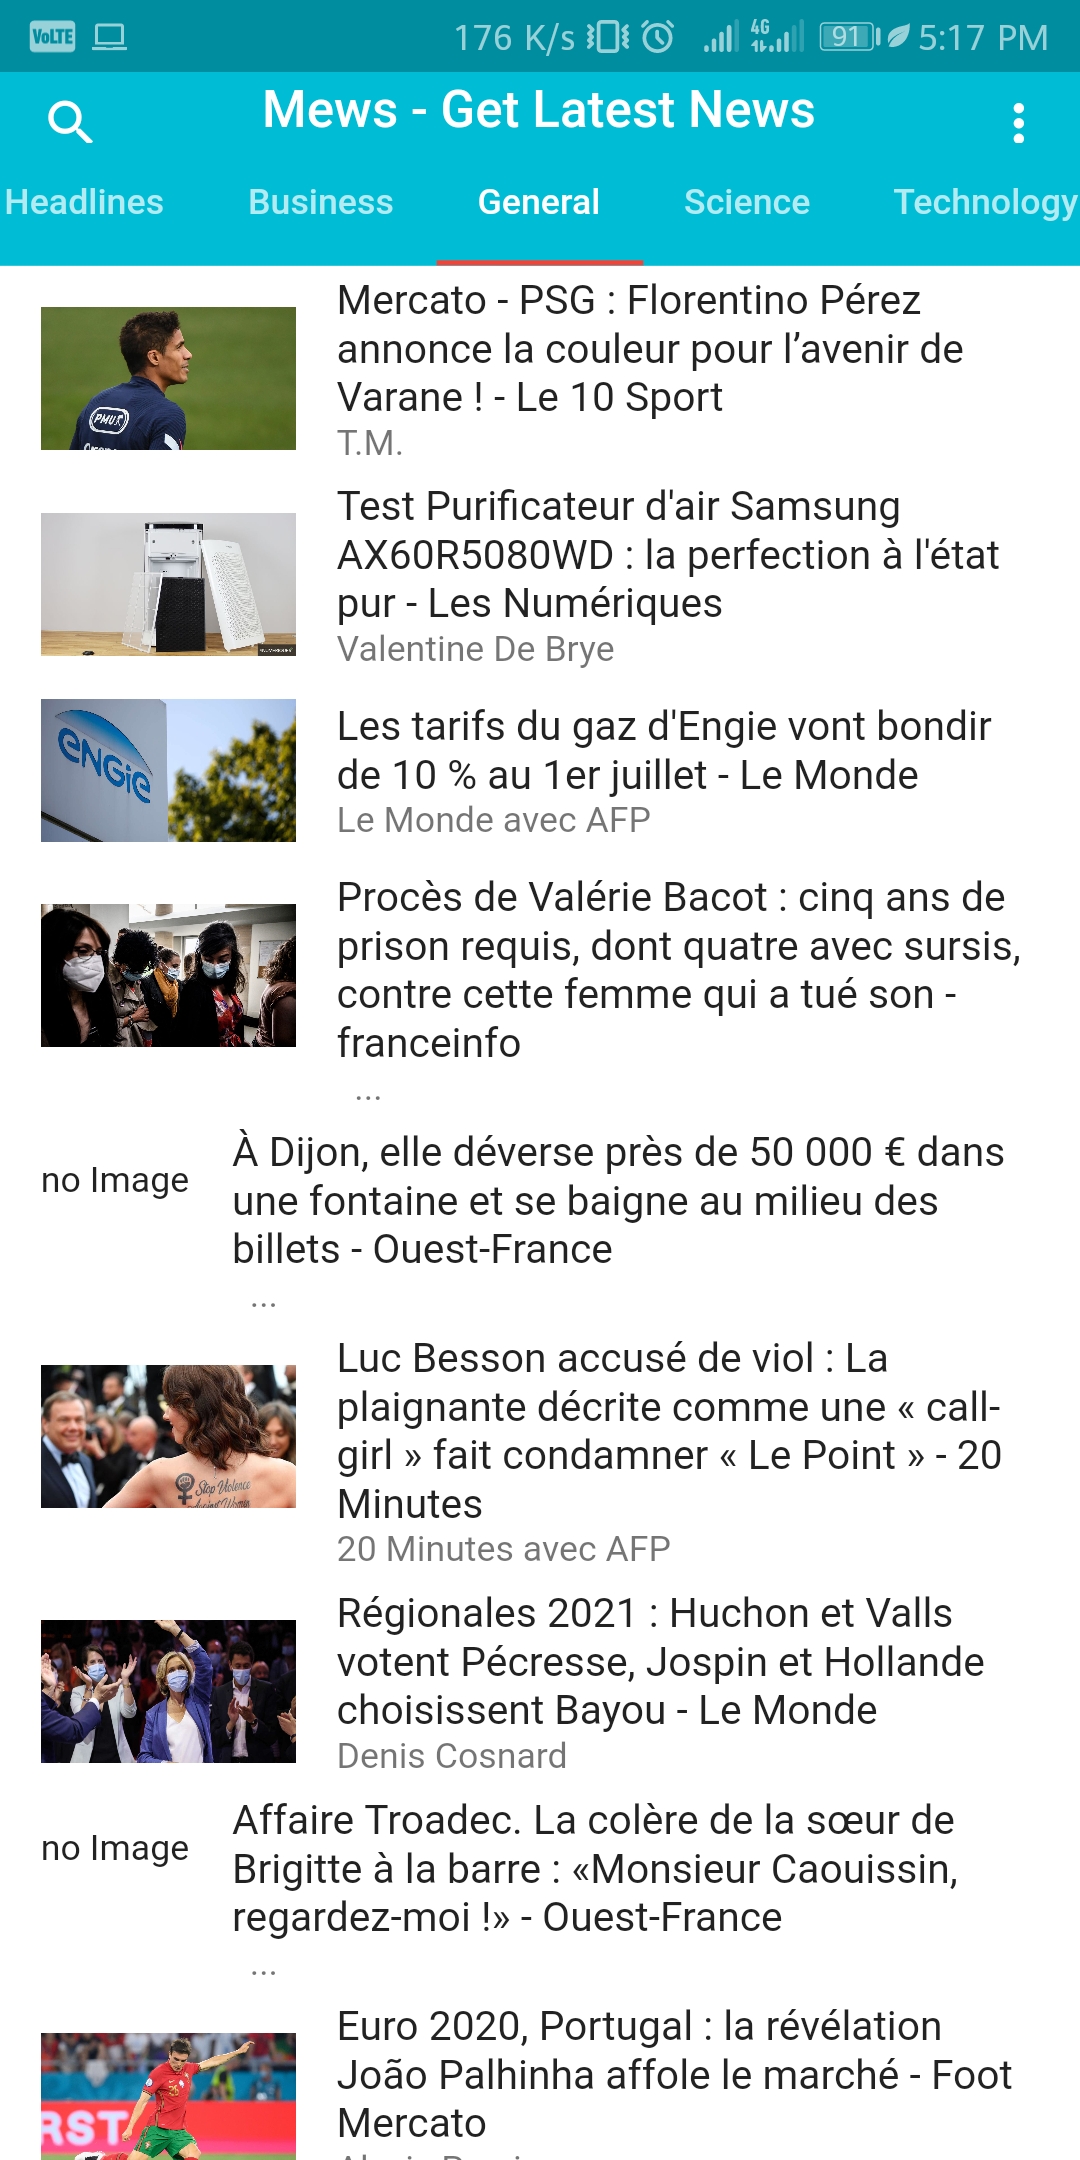 VoLTE 176 K/s 4G 91 5:17 PM
Mews - Get Latest News
Headlines Business General Science Technology
Mercato - PSG : Florentino Pérez
annonce la couleur pour l’avenir de
Varane ! - Le 10 Sport
T.M.
PMU
Test Purificateur d'air Samsung
AX60R5080WD : la perfection à l'état
pur - Les Numériques
Valentine De Brye
ENGIE
Les tarifs du gaz d'Engie vont bondir
de 10 % au 1er juillet - Le Monde
Le Monde avec AFP
Procès de Valérie Bacot : cinq ans de
prison requis, dont quatre avec sursis,
contre cette femme qui a tué son -
franceinfo
...
no Image
À Dijon, elle déverse près de 50 000 € dans
une fontaine et se baigne au milieu des
billets - Ouest-France
...
Luc Besson accusé de viol : La
plaignante décrite comme une « call-
girl » fait condamner « Le Point » - 20
Minutes
20 Minutes avec AFP
Stop Violence
Against Women
Régionales 2021 : Huchon et Valls
votent Pécresse, Jospin et Hollande
choisissent Bayou - Le Monde
Denis Cosnard
no Image
Affaire Troadec. La colère de la sœur de
Brigitte à la barre : «Monsieur Caouissin,
regardez-moi !» - Ouest-France
...
Euro 2020, Portugal : la révélation
João Palhinha affole le marché - Foot
Mercato
RST
26